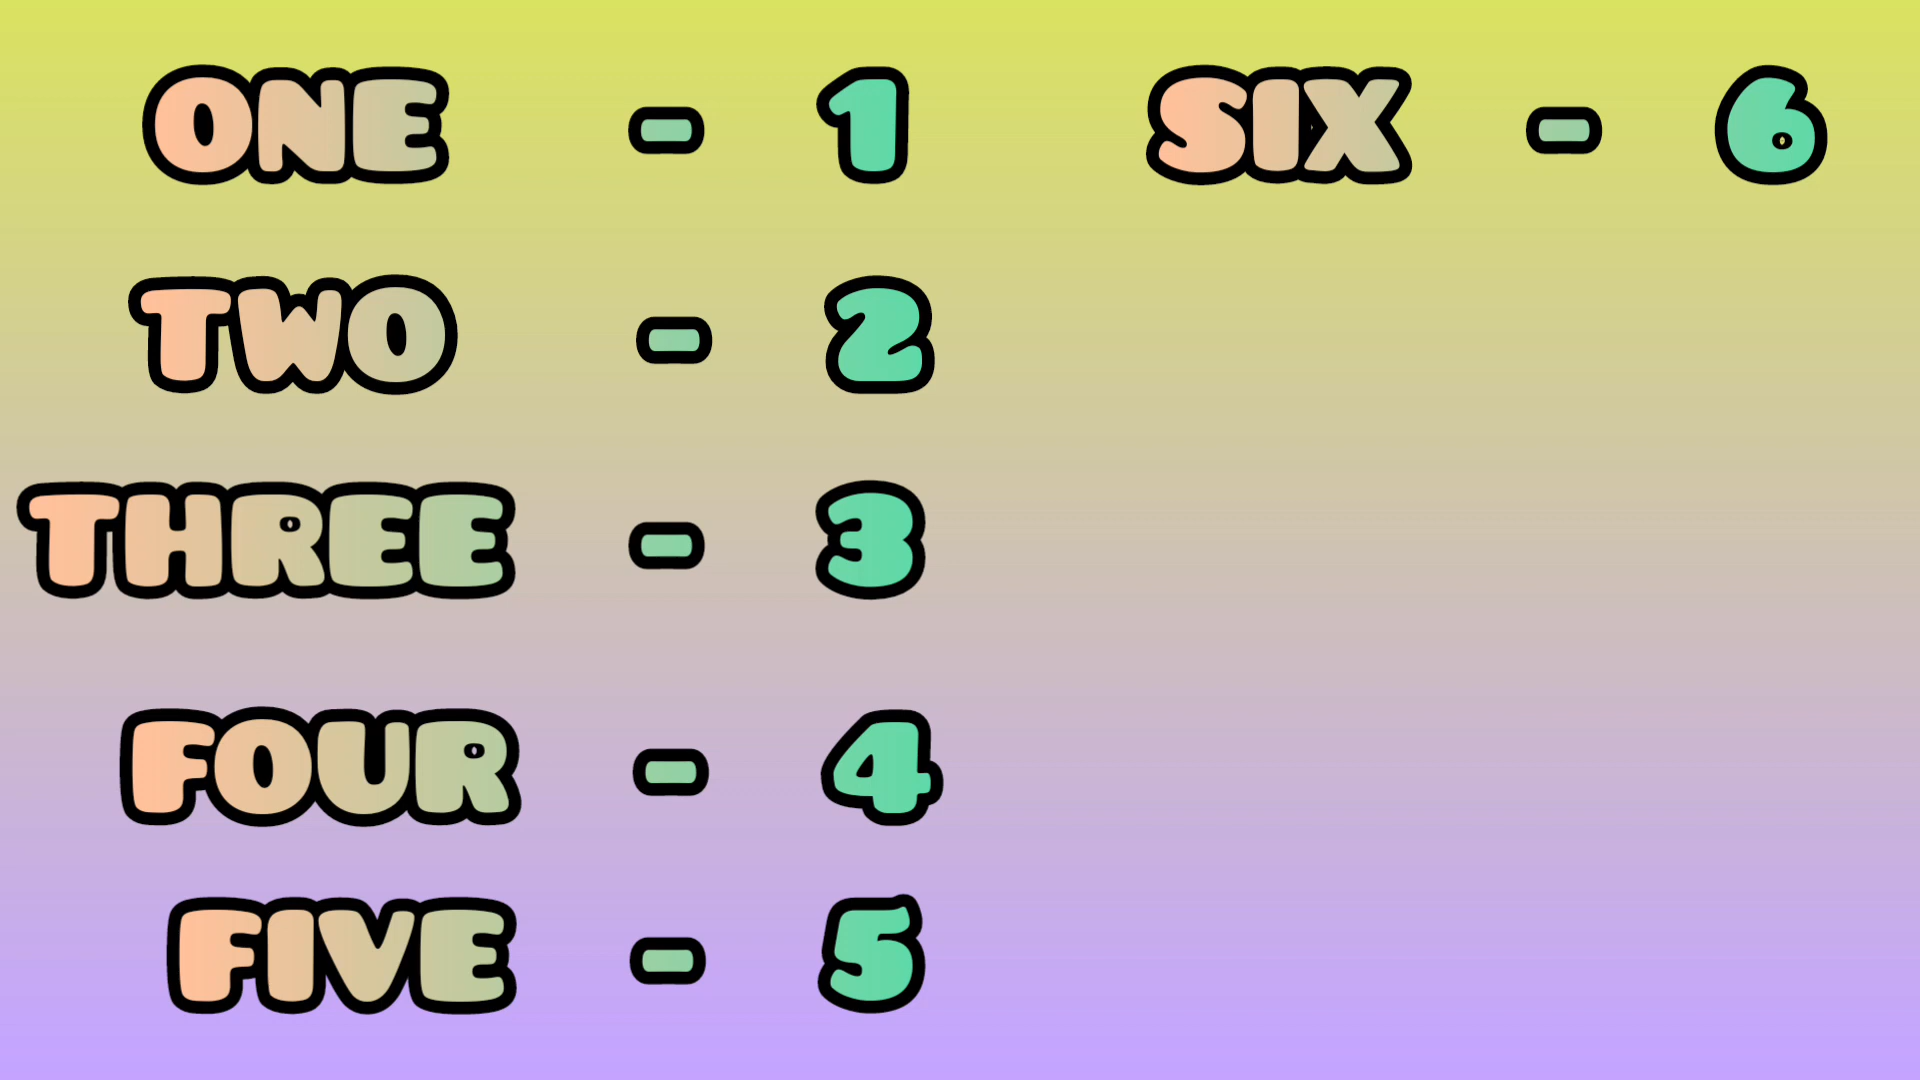 ONE - 1
TWO - 2
THREE - 3
FOUR - 4
FIVE - 5
SIX - 6